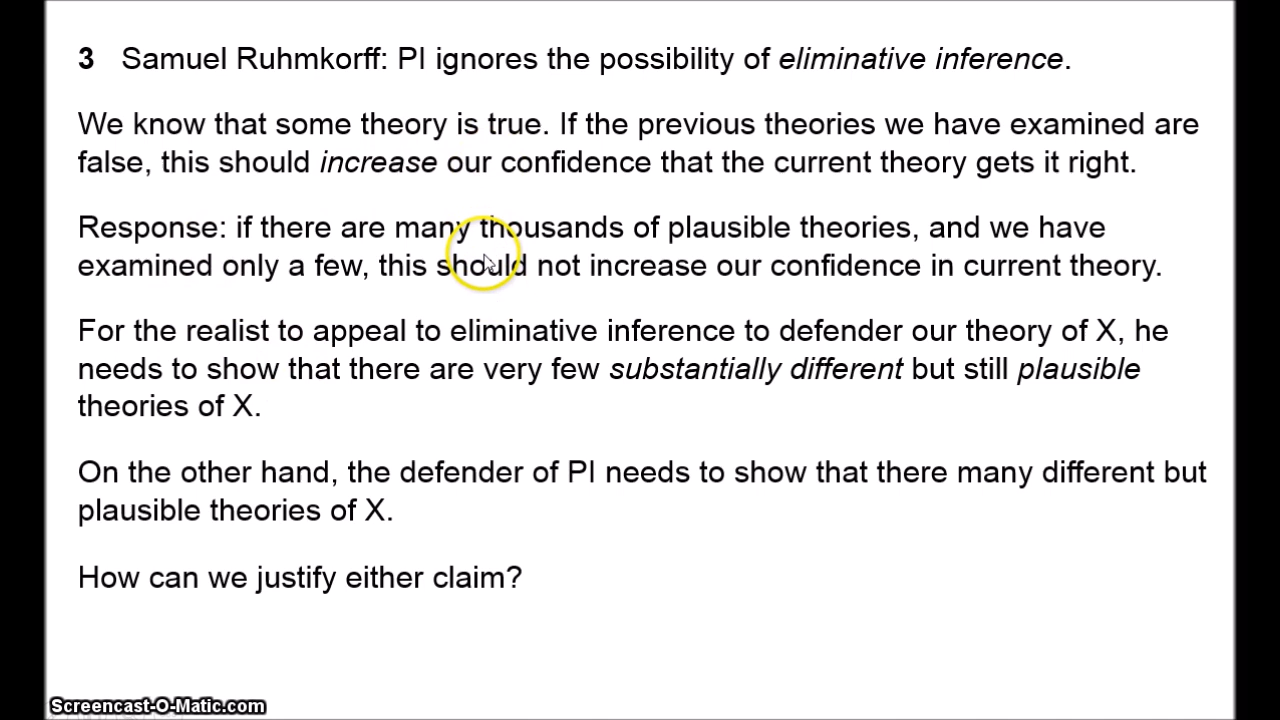 3 Samuel Ruhmkorff: PI ignores the possibility of eliminative inference.
We know that some theory is true. If the previous theories we have examined are
false, this should increase our confidence that the current theory gets it right.
Response: if there are many thousands of plausible theories, and we have
examined only a few, this should not increase our confidence in current theory.
For the realist to appeal to eliminative inference to defender our theory of X, he
needs to show that there are very few substantially different but still plausible
theories of X.
On the other hand, the defender of PI needs to show that there many different but
plausible theories of X.
How can we justify either claim?
Screencast-O-Matic.com